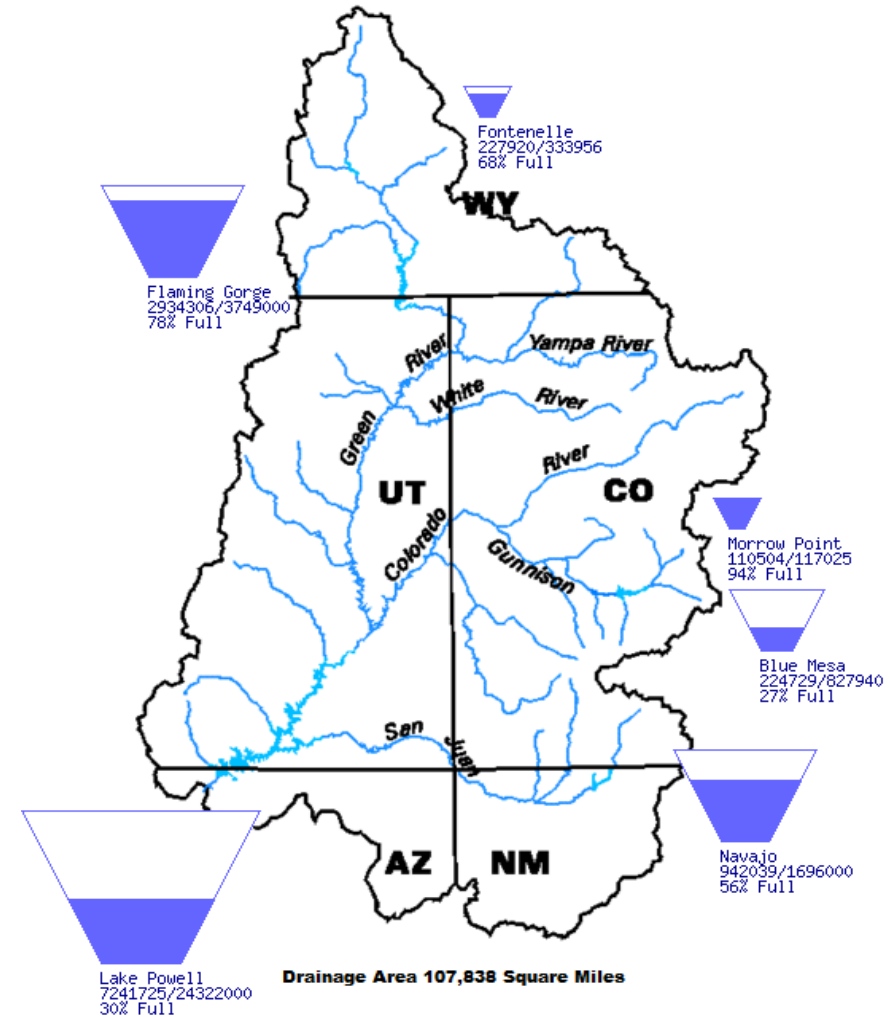 Fontenelle
227920/333956
68% Full
WY
Flaming Gorge
2934306/3749000
78% Full
Green River
Yampa River
White River
UT
CO
Colorado River
Gunnison
Morrow Point
110504/117025
94% Full
Blue Mesa
224729/827940
27% Full
San Juan
Navajo
942039/1696000
56% Full
AZ
NM
Lake Powell
7241725/24322000
30% Full
Drainage Area 107,838 Square Miles